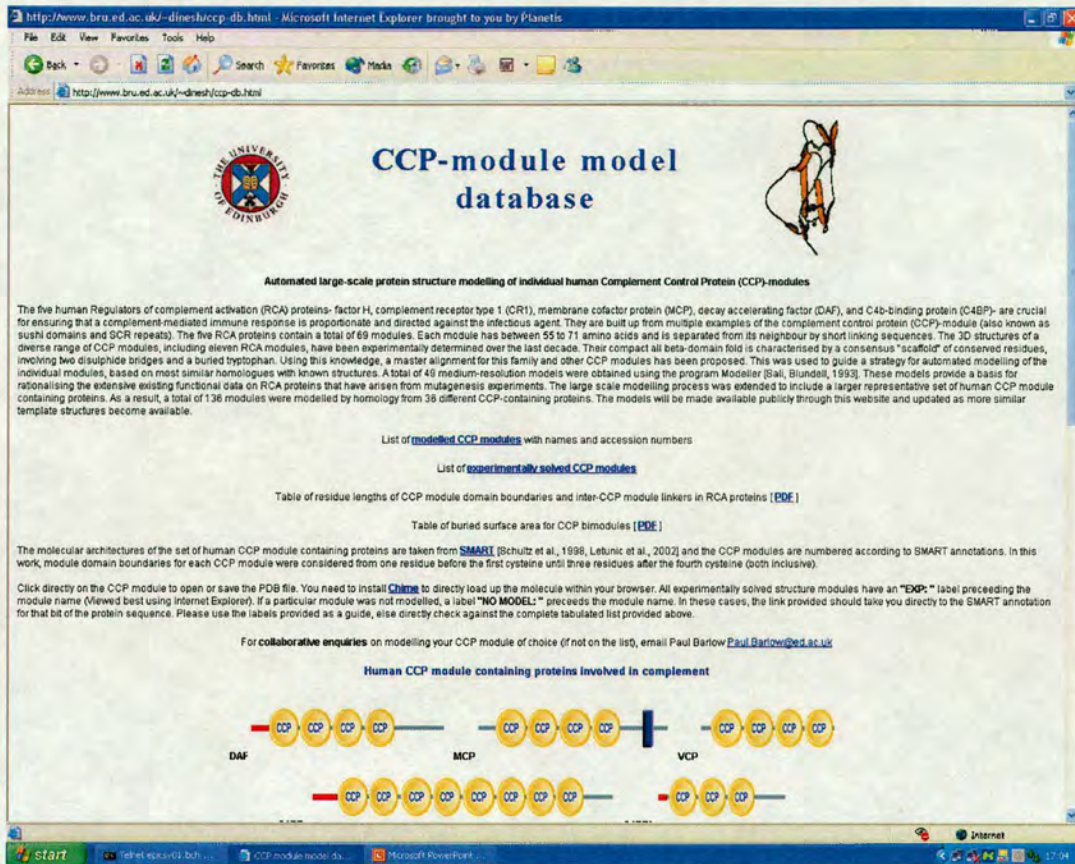 http://www.bru.ed.ac.uk/~dinesh/ccp-db.html - Microsoft Internet Explorer brought to you by Planetis
File Edit View Favorites Tools Help
Back Search Favorites Media
Address http://www.bru.ed.ac.uk/~dinesh/ccp-db.html
THE UNIVERSITY OF EDINBURGH
CCP-module model
database
Automated large-scale protein structure modelling of individual human Complement Control Protein (CCP)-modules
The five human Regulators of complement activation (RCA) proteins- factor H, complement receptor type 1 (CR1), membrane cofactor protein (MCP), decay accelerating factor (DAF), and C4b-binding protein (C4BP)- are crucial
for ensuring that a complement-mediated immune response is proportionate and directed against the infectious agent. They are built up from multiple examples of the complement control protein (CCP)-module (also known as
sushi domains and SCR repeats). The five RCA proteins contain a total of 69 modules. Each module has between 55 to 71 amino acids and is separated from its neighbour by short linking sequences. The 3D structures of a
diverse range of CCP modules, including eleven RCA modules, have been experimentally determined over the last decade. Their compact all beta-domain fold is characterised by a consensus "scaffold" of conserved residues,
involving two disulphide bridges and a buried tryptophan. Using this knowledge, a master alignment for this family and other CCP modules has been proposed. This was used to guide a strategy for automated modelling of the
individual modules, based on most similar homologues with known structures. A total of 49 medium-resolution models were obtained using the program Modeller [Sali, Blundell, 1993]. These models provide a basis for
rationalising the extensive existing functional data on RCA proteins that have arisen from mutagenesis experiments. The large scale modelling process was extended to include a larger representative set of human CCP module
containing proteins. As a result, a total of 136 modules were modelled by homology from 36 different CCP-containing proteins. The models will be made available publicly through this website and updated as more similar
template structures become available.
List of modelled CCP modules with names and accession numbers
List of experimentally solved CCP modules
Table of residue lengths of CCP module domain boundaries and inter-CCP module linkers in RCA proteins [PDF]
Table of buried surface area for CCP bimodules [PDF]
The molecular architectures of the set of human CCP module containing proteins are taken from SMART [Schultz et al., 1998, Letunic et al., 2002] and the CCP modules are numbered according to SMART annotations. In this
work, module domain boundaries for each CCP module were considered from one residue before the first cysteine until three residues after the fourth cysteine (both inclusive).
Click directly on the CCP module to open or save the PDB file. You need to install Chime to directly load up the molecule within your browser. All experimentally solved structure modules have an "EXP: " label preceeding the
module name (Viewed best using Internet Explorer). If a particular module was not modelled, a label "NO MODEL: " preceeds the module name. In these cases, the link provided should take you directly to the SMART annotation
for that bit of the protein sequence. Please use the labels provided as a guide, else directly check against the complete tabulated list provided above.
For collaborative enquiries on modelling your CCP module of choice (if not on the list), email Paul Barlow Paul.Barlow@ed.ac.uk
Human CCP module containing proteins involved in complement
CCP CCP CCP CCP CCP CCP CCP CCP CCP CCP CCP CCP
DAF MCP VCP
CCP CCP CCP CCP CCP CCP CCP CCP CCP CCP CCP
Internet
start Telnet epicsv01.bch ... CCP module model da... Microsoft PowerPoint ... 17:04